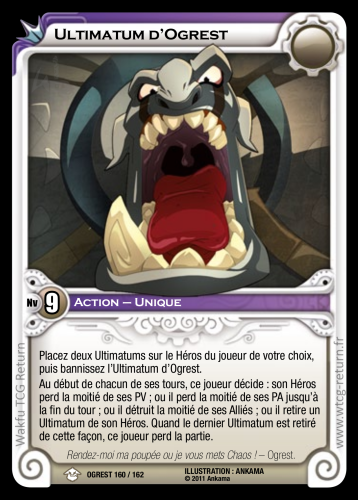 ULTIMATUM D'OGREST
Nv 9 ACTION – UNIQUE
Placez deux Ultimatums sur le Héros du joueur de votre choix,
puis bannissez l'Ultimatum d'Ogrest.
Au début de chacun de ses tours, ce joueur décide : son Héros
perd la moitié de ses PV ; ou il perd la moitié de ses PA jusqu'à
la fin du tour ; ou il détruit la moitié de ses Alliés ; ou il retire un
Ultimatum de son Héros. Quand le dernier Ultimatum est retiré
de cette façon, ce joueur perd la partie.
Rendez-moi ma poupée ou je vous mets Chaos ! – Ogrest.
OGREST 160 / 162
ILLUSTRATION : ANKAMA
© 2011 Ankama
Wakfu TCG Return
www.wtcg-return.fr